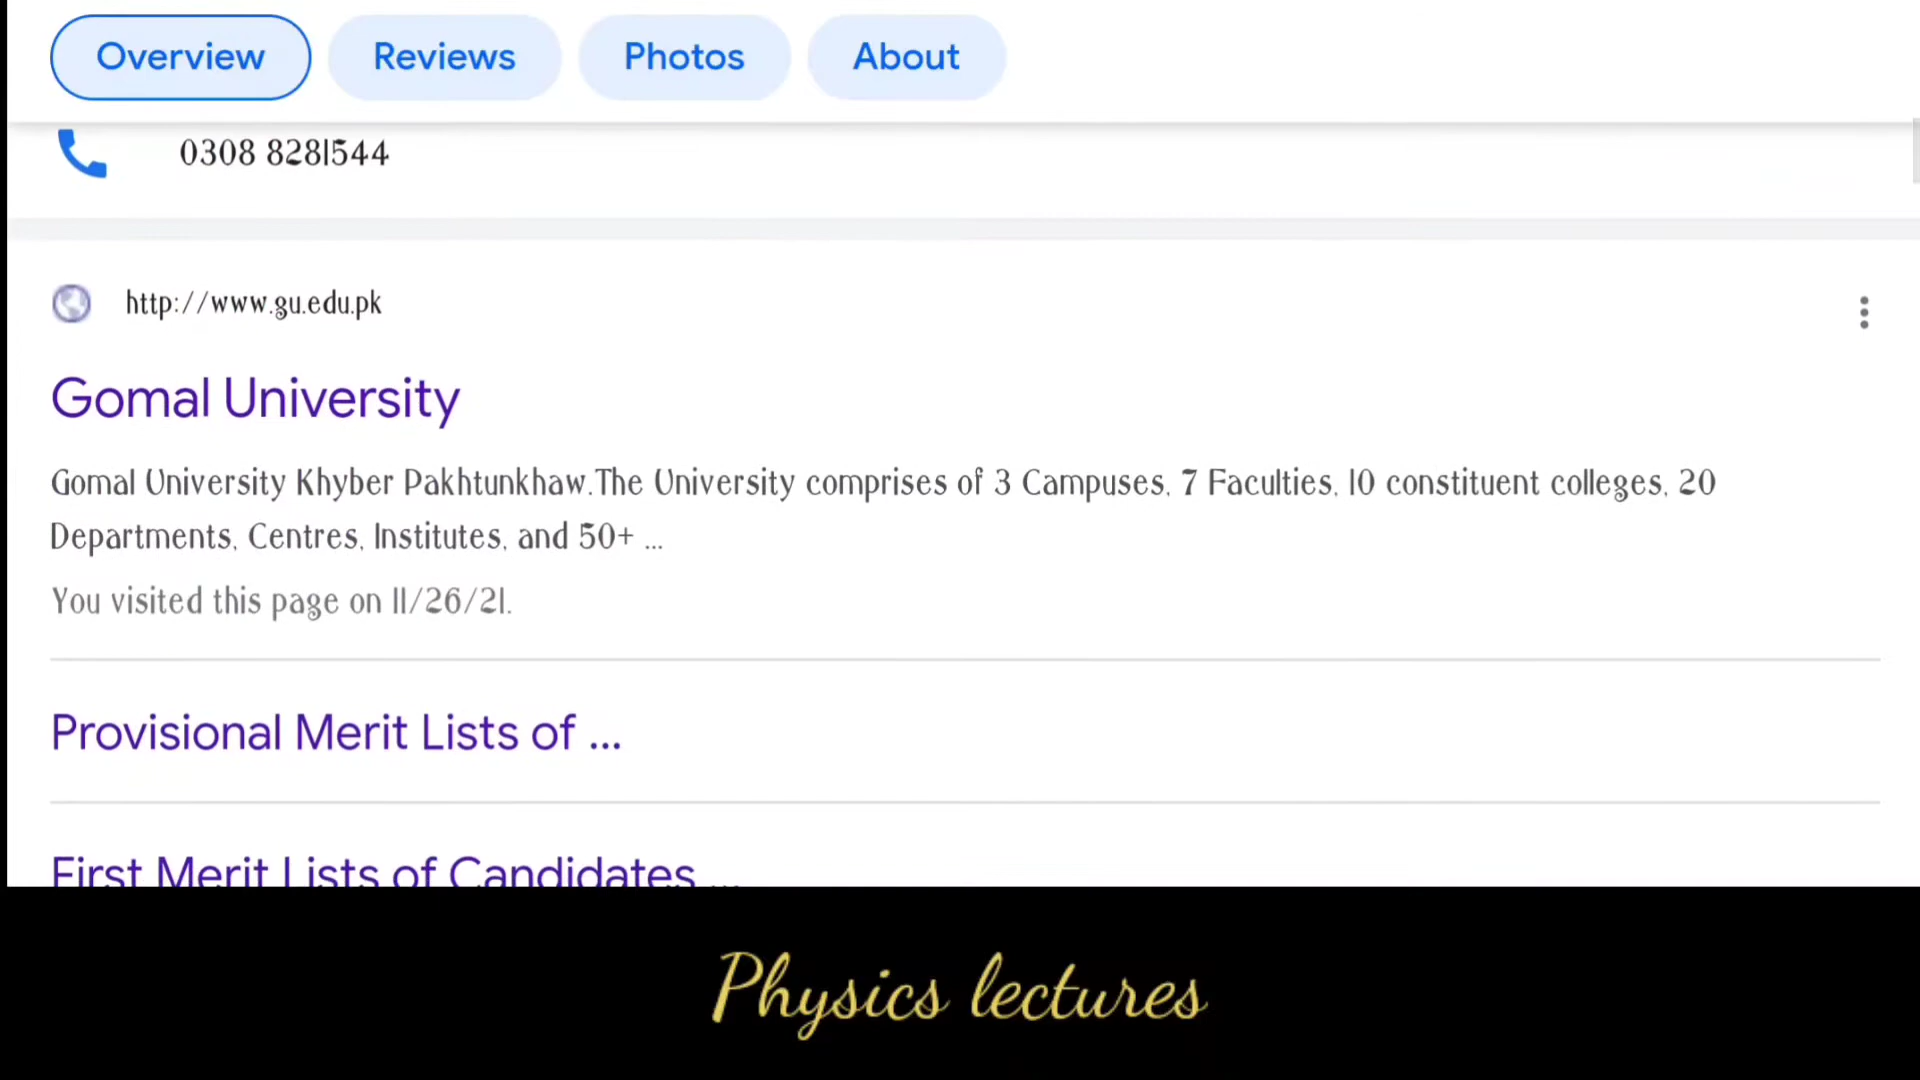 Overview Reviews Photos About
0308 8281544
http://www.gu.edu.pk
Gomal University
Gomal University Khyber Pakhtunkhaw.The University comprises of 3 Campuses, 7 Faculties, 10 constituent colleges, 20
Departments, Centres, Institutes, and 50+ ...
You visited this page on 11/26/21.
Provisional Merit Lists of ...
First Merit Lists of Candidates ...
Physics lectures